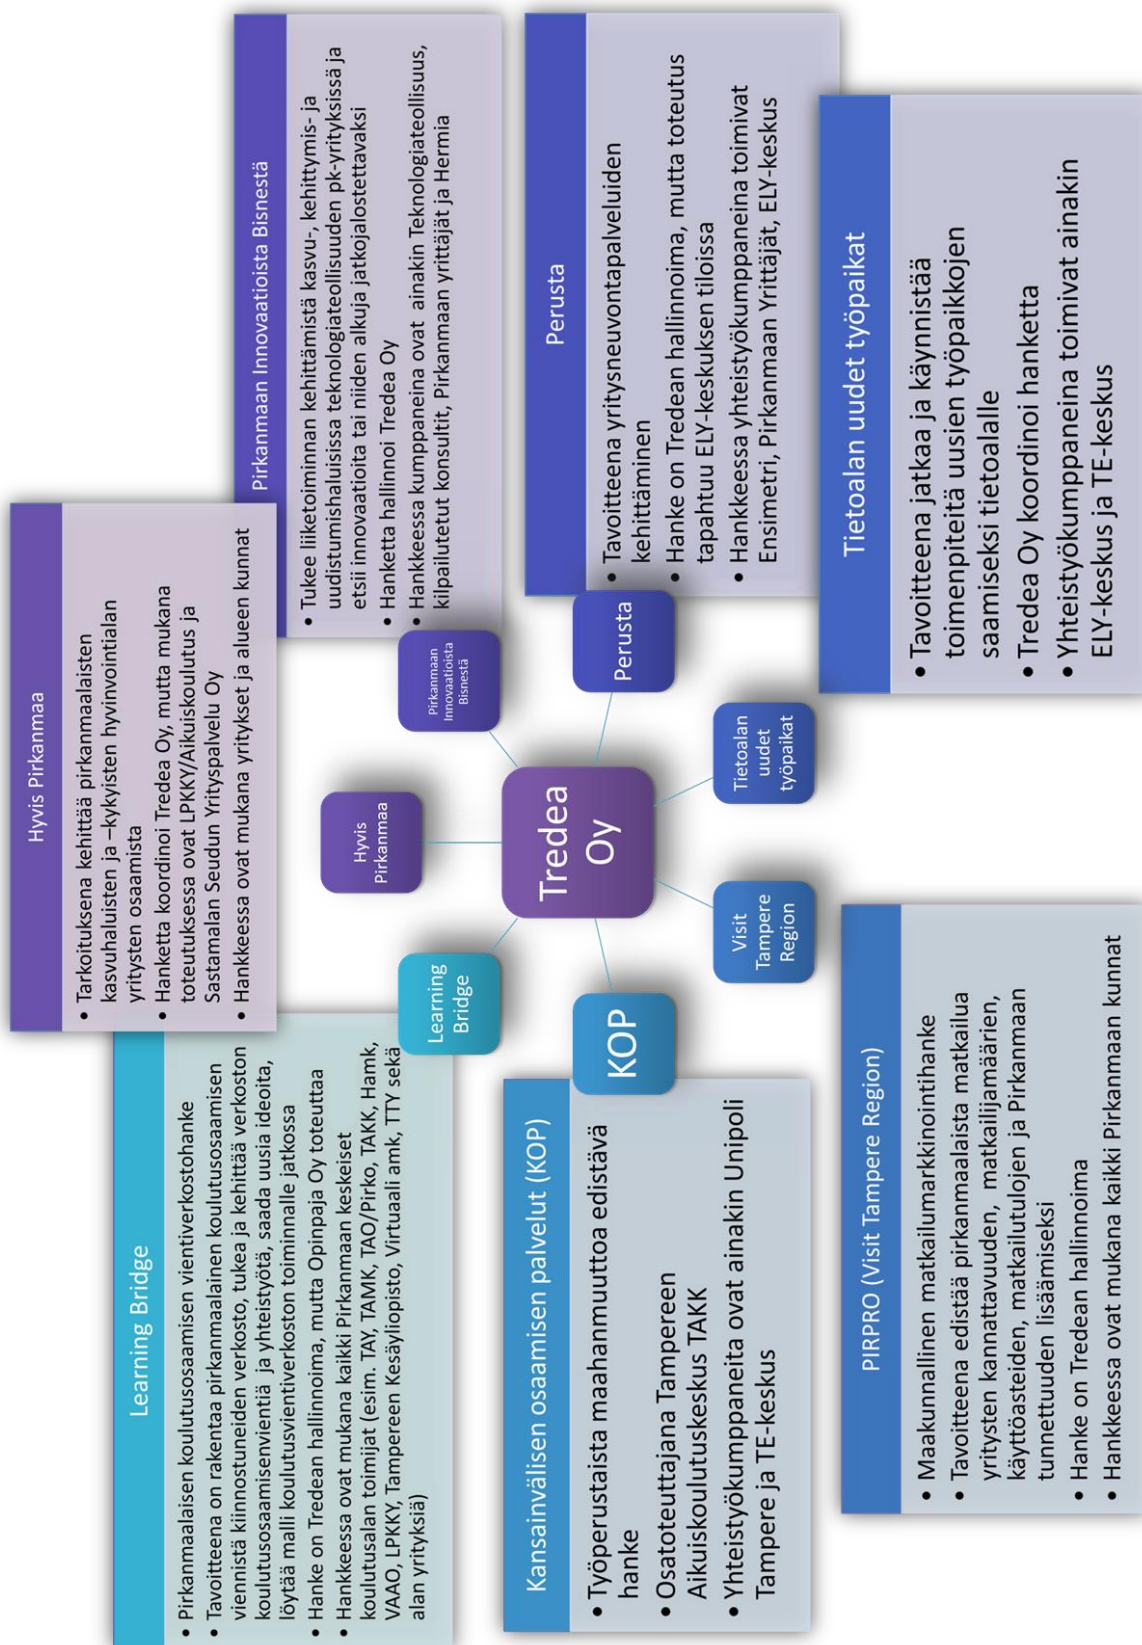 Hyvis Pirkanmaa
• Tarkoituksena kehittää pirkanmaalaisten
kasvuhaluisten ja –kykyisten hyvinvointialan
yritysten osaamista
• Hanketta koordinoi Tredea Oy, mutta mukana
toteutuksessa ovat LPKKY/Aikuiskoulutus ja
Sastamalan Seudun Yrityspalvelu Oy
• Hankkeessa ovat mukana yritykset ja alueen kunnat
Learning Bridge
• Pirkanmaalaisen koulutusosaamisen vientiverkostohanke
• Tavoitteena on rakentaa pirkanmaalainen koulutusosaamisen
viennistä kiinnostuneiden verkosto, tukea ja kehittää verkoston
koulutusosaamisenvientiä ja yhteistyötä, saada uusia ideoita,
löytää malli koulutusvientiverkoston toiminnalle jatkossa
• Hanke on Tredean hallinnoima, mutta Opinpaja Oy toteuttaa
• Hankkeessa ovat mukana kaikki Pirkanmaan keskeiset
koulutusalan toimijat (esim. TAY, TAMK, TAO/Pirko, TAKK, Hamk,
VAAO, LPKKY, Tampereen Kesäyliopisto, Virtuaali amk, TTY sekä
alan yrityksiä)
Pirkanmaan Innovaatioista Bisnestä
• Tukee liiketoiminnan kehittämistä kasvu-, kehittymis- ja
uudistumishaluisissa teknologiateollisuuden pk-yrityksissä ja
etsii innovaatioita tai niiden alkuja jatkojalostettavaksi
• Hanketta hallinnoi Tredea Oy
• Hankkeessa kumppaneina ovat ainakin Teknologiateollisuus,
kilpailutetut konsultit, Pirkanmaan yrittäjät ja Hermia
Hyvis
Pirkanmaa
Learning
Bridge
Pirkanmaan
Innovaatioista
Bisnestä
Tredea
Oy
KOP
Perusta
Visit
Tampere
Region
Tietoalan
uudet
työpaikat
Kansainvälisen osaamisen palvelut (KOP)
• Työperustaista maahanmuuttoa edistävä
hanke
• Osatoteuttajana Tampereen
Aikuiskoulutuskeskus TAKK
• Yhteistyökumppaneita ovat ainakin Unipoli
Tampere ja TE-keskus
Perusta
• Tavoitteena yritysneuvontapalveluiden
kehittäminen
• Hanke on Tredean hallinnoima, mutta toteutus
tapahtuu ELY-keskuksen tiloissa
• Hankkeessa yhteistyökumppaneina toimivat
Ensimetri, Pirkanmaan Yrittäjät, ELY-keskus
PIRPRO (Visit Tampere Region)
• Maakunnallinen matkailumarkkinointihanke
• Tavoitteena edistää pirkanmaalaista matkailua
yritysten kannattavuuden, matkailijamäärien,
käyttöasteiden, matkailutulojen ja Pirkanmaan
tunnettuuden lisäämiseksi
• Hanke on Tredean hallinnoima
• Hankkeessa ovat mukana kaikki Pirkanmaan kunnat
Tietoalan uudet työpaikat
• Tavoitteena jatkaa ja käynnistää
toimenpiteitä uusien työpaikkojen
saamiseksi tietoalalle
• Tredea Oy koordinoi hanketta
• Yhteistyökumppaneina toimivat ainakin
ELY-keskus ja TE-keskus